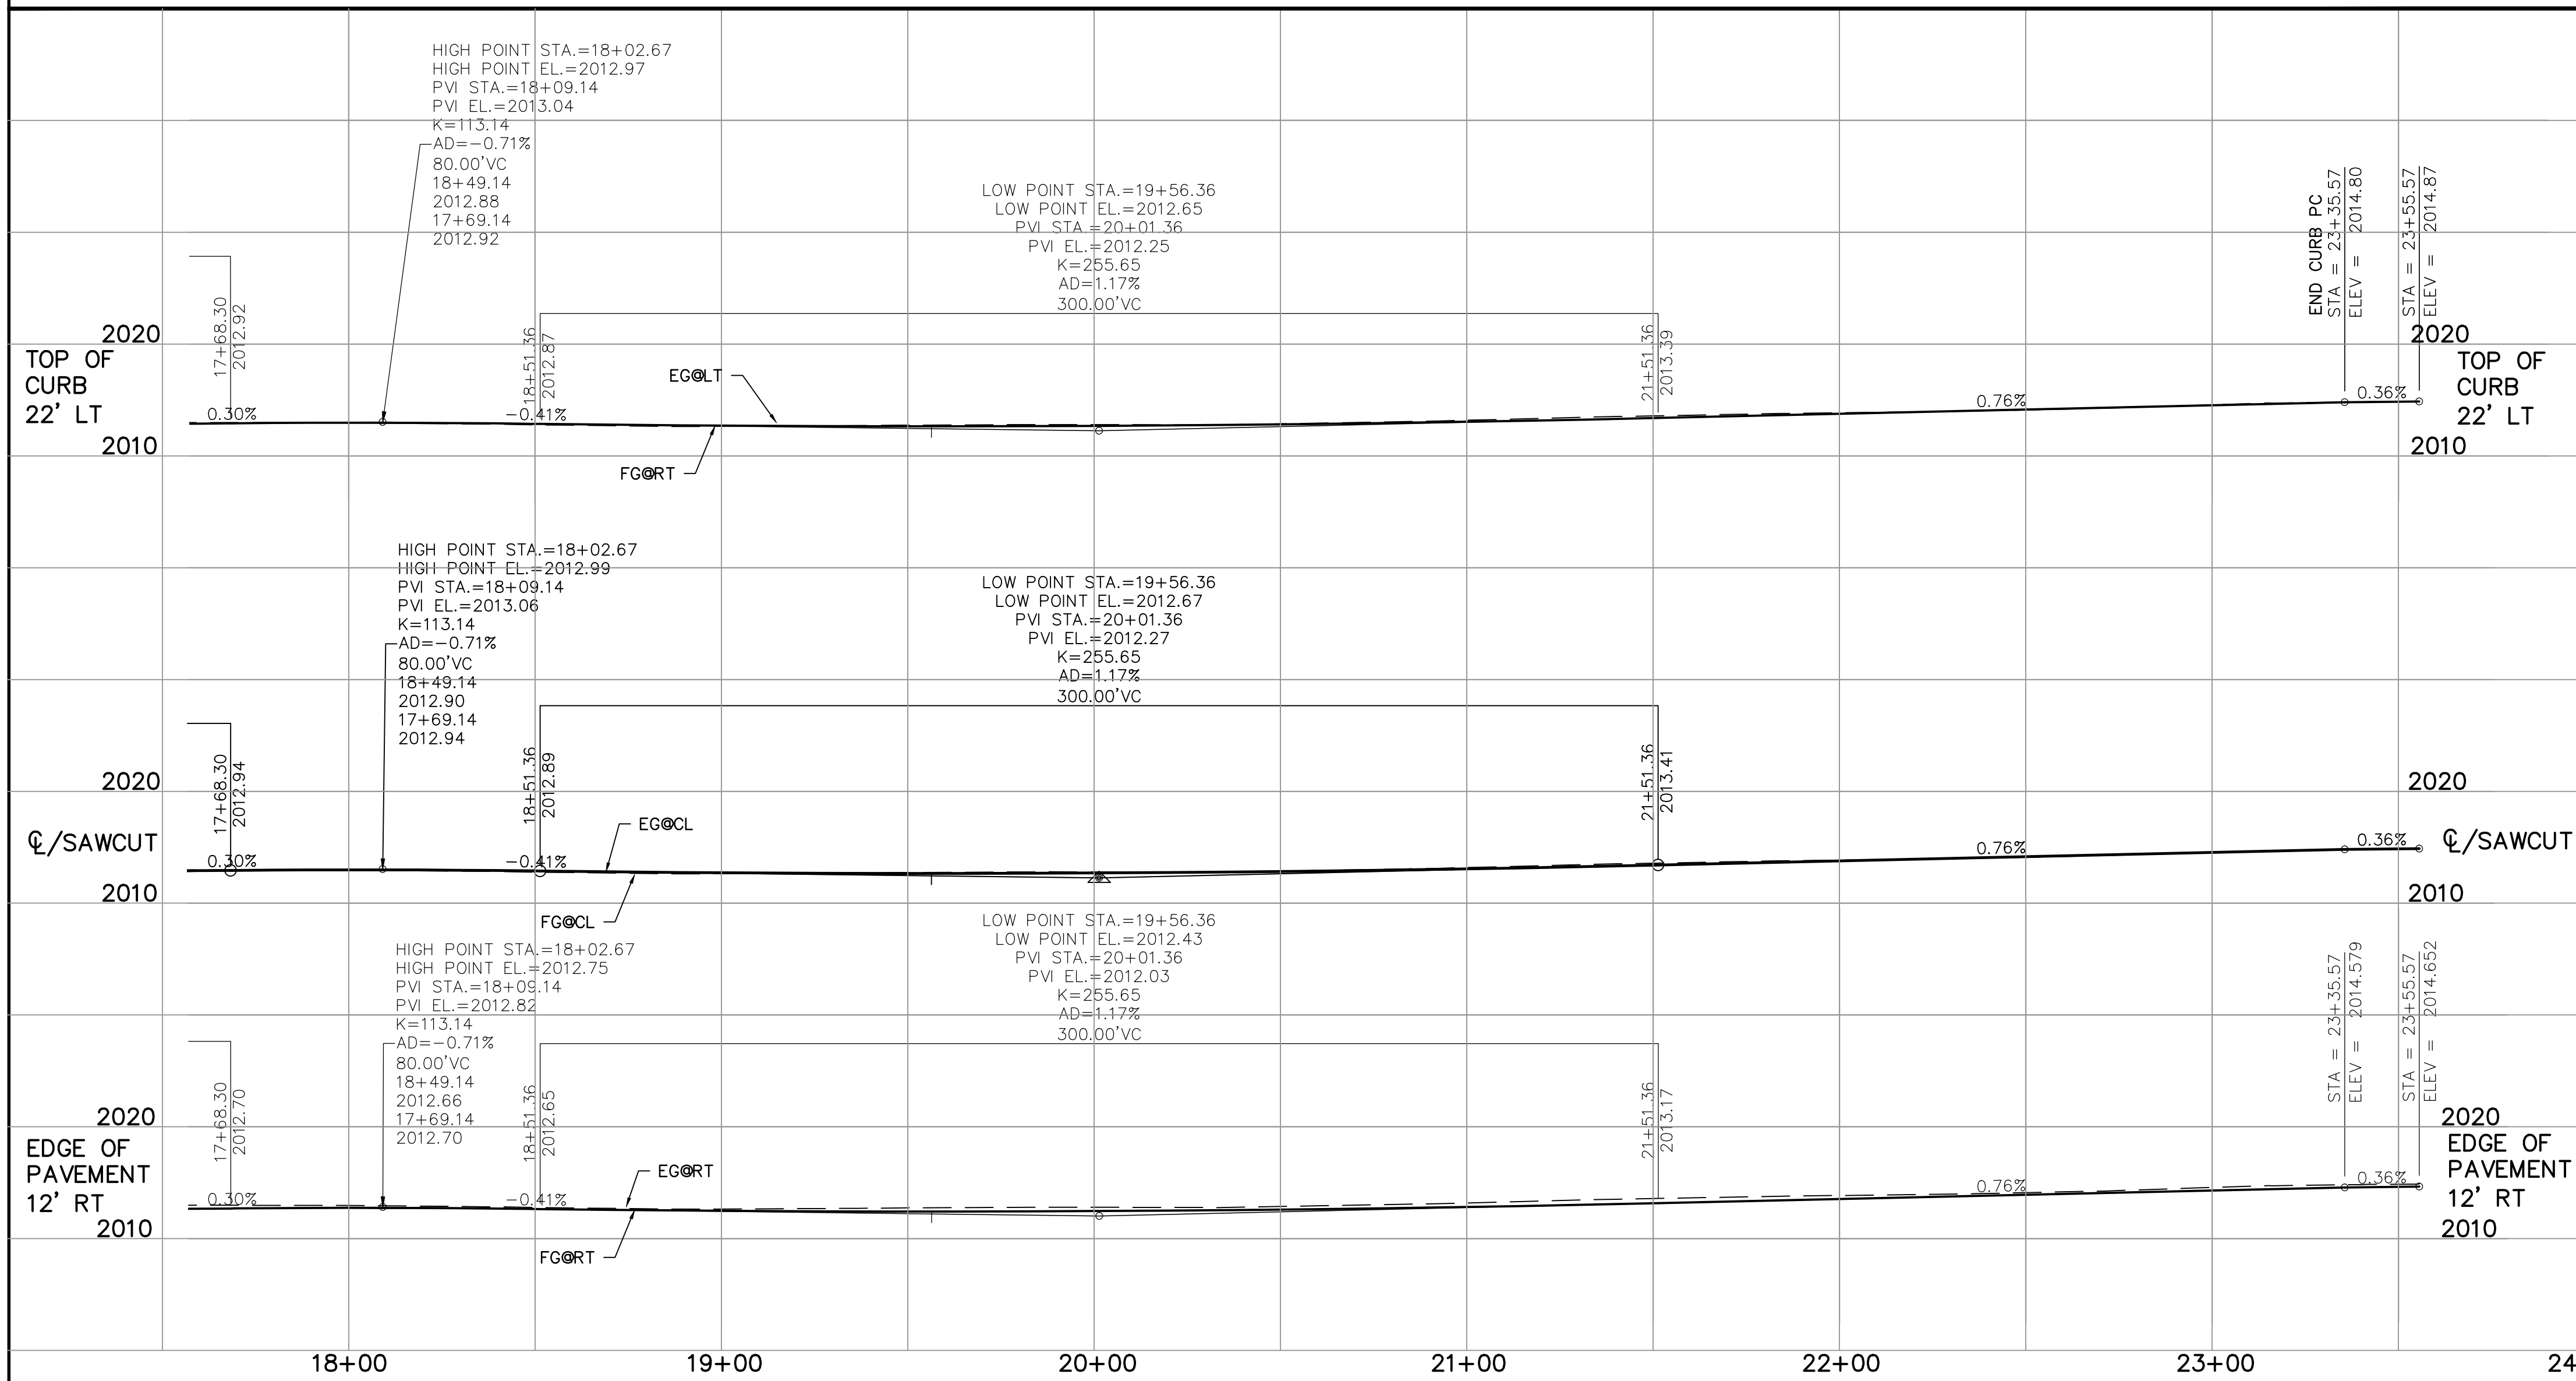 HIGH POINT STA.=18+02.67
HIGH POINT EL.=2012.97
PVI STA.=18+09.14
PVI EL.=2013.04
K=113.14
AD=-0.71%
80.00'VC
18+49.14
2012.88
17+69.14
2012.92
LOW POINT STA.=19+56.36
LOW POINT EL.=2012.65
PVI STA.=20+01.36
PVI EL.=2012.25
K=255.65
AD=1.17%
300.00'VC
END CURB PC
STA = 23+35.57
ELEV = 2014.80
STA = 23+55.57
ELEV = 2014.87
17+68.30
2012.92
18+51.36
2012.87
21+51.36
2013.39
2020
TOP OF
CURB
22' LT
2010
0.30%
-0.41%
EG@LT
FG@RT
0.76%
0.36%
2020
TOP OF
CURB
22' LT
2010
HIGH POINT STA.=18+02.67
HIGH POINT EL.=2012.99
PVI STA.=18+09.14
PVI EL.=2013.06
K=113.14
AD=-0.71%
80.00'VC
18+49.14
2012.90
17+69.14
2012.94
LOW POINT STA.=19+56.36
LOW POINT EL.=2012.67
PVI STA.=20+01.36
PVI EL.=2012.27
K=255.65
AD=1.17%
300.00'VC
17+68.30
2012.94
18+51.36
2012.89
21+51.36
2013.41
2020
℄/SAWCUT
2010
0.30%
-0.41%
EG@CL
FG@CL
0.76%
0.36%
2020
℄/SAWCUT
2010
HIGH POINT STA.=18+02.67
HIGH POINT EL.=2012.75
PVI STA.=18+09.14
PVI EL.=2012.82
K=113.14
AD=-0.71%
80.00'VC
18+49.14
2012.66
17+69.14
2012.70
LOW POINT STA.=19+56.36
LOW POINT EL.=2012.43
PVI STA.=20+01.36
PVI EL.=2012.03
K=255.65
AD=1.17%
300.00'VC
STA = 23+35.57
ELEV = 2014.579
STA = 23+55.57
ELEV = 2014.652
17+68.30
2012.70
18+51.36
2012.65
21+51.36
2013.17
2020
EDGE OF
PAVEMENT
12' RT
2010
0.30%
-0.41%
EG@RT
FG@RT
0.76%
0.36%
2020
EDGE OF
PAVEMENT
12' RT
2010
18+00 19+00 20+00 21+00 22+00 23+00 24